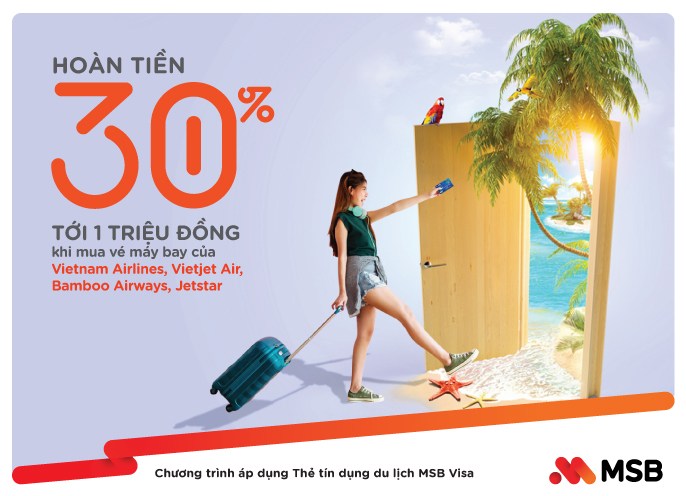 HOÀN TIỀN
30%
TỚI 1 TRIỆU ĐỒNG
khi mua vé máy bay của
Vietnam Airlines, Vietjet Air,
Bamboo Airways, Jetstar
Chương trình áp dụng Thẻ tín dụng du lịch MSB Visa
MSB